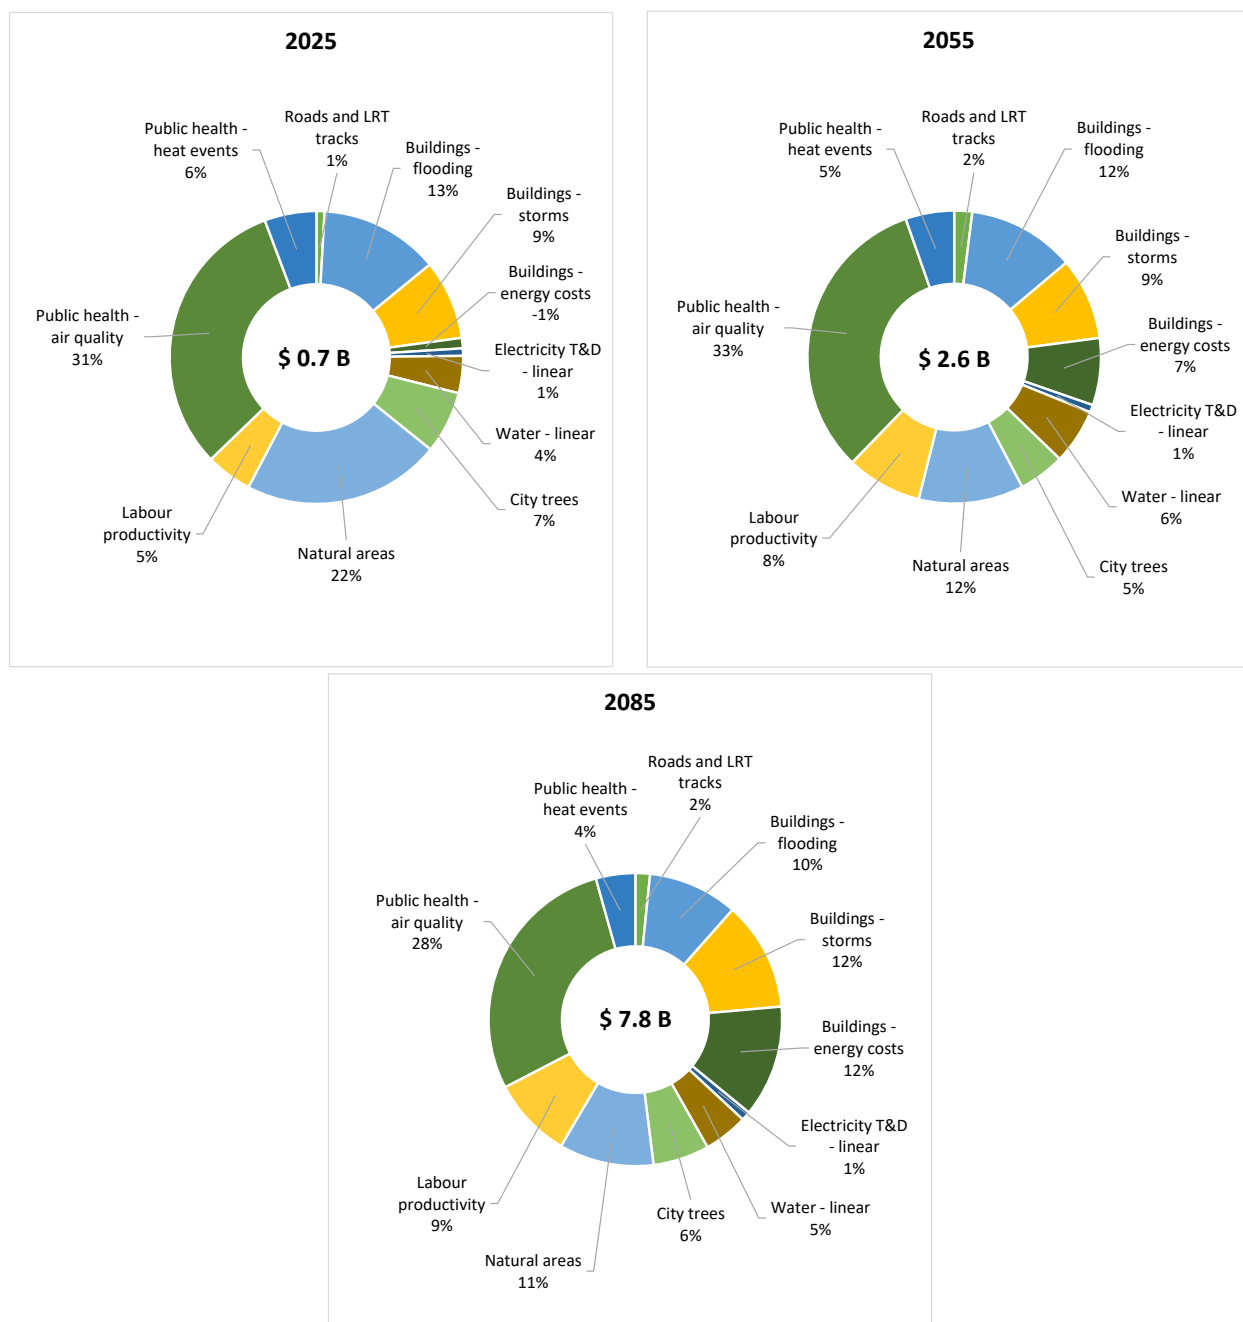 2025
Roads and LRT
tracks
1%
Buildings -
flooding
13%
Buildings -
storms
9%
Buildings -
energy costs
-1%
Electricity T&D
- linear
1%
Water - linear
4%
City trees
7%
Natural areas
22%
Labour
productivity
5%
Public health -
air quality
31%
Public health -
heat events
6%
$ 0.7 B
2055
Roads and LRT
tracks
2%
Buildings -
flooding
12%
Buildings -
storms
9%
Buildings -
energy costs
7%
Electricity T&D
- linear
1%
Water - linear
6%
City trees
5%
Natural areas
12%
Labour
productivity
8%
Public health -
air quality
33%
Public health -
heat events
5%
$ 2.6 B
2085
Roads and LRT
tracks
2%
Buildings -
flooding
10%
Buildings -
storms
12%
Buildings -
energy costs
12%
Electricity T&D
- linear
1%
Water - linear
5%
City trees
6%
Natural areas
11%
Labour
productivity
9%
Public health -
air quality
28%
Public health -
heat events
4%
$ 7.8 B